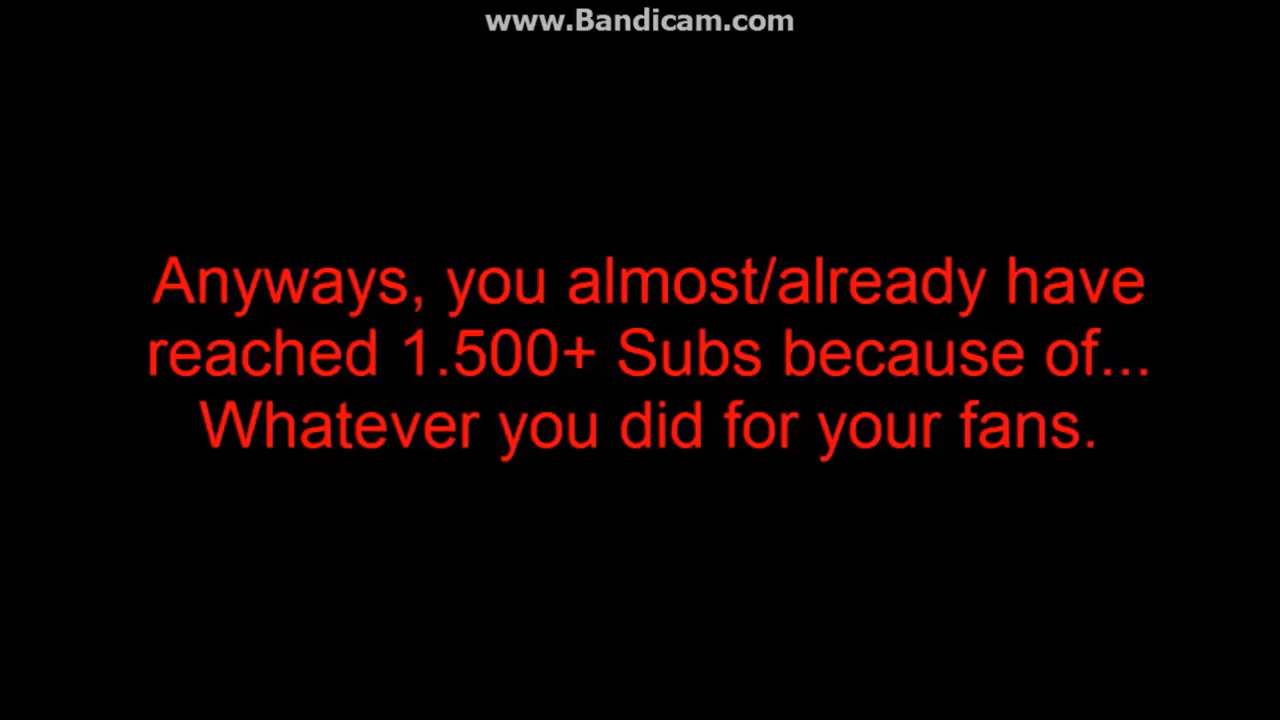 www.Bandicam.com
Anyways, you almost/already have
reached 1.500+ Subs because of...
Whatever you did for your fans.